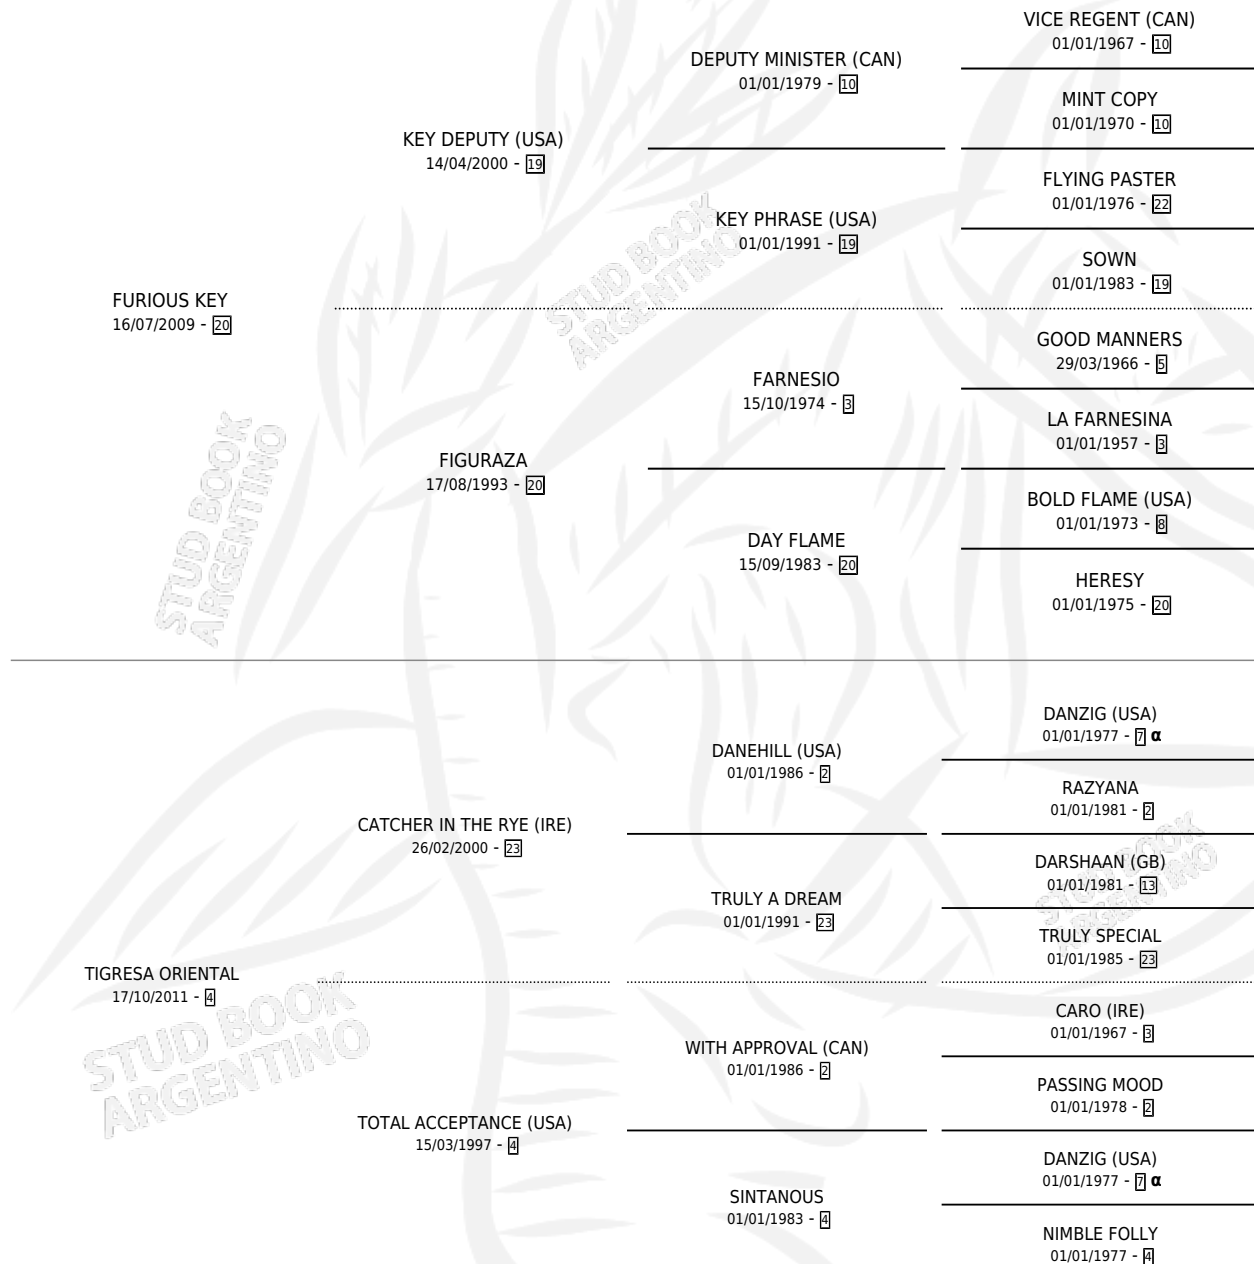 VICE REGENT (CAN)
01/01/1967 - 10
DEPUTY MINISTER (CAN)
01/01/1979 - 10
MINT COPY
01/01/1970 - 10
KEY DEPUTY (USA)
14/04/2000 - 19
FLYING PASTER
01/01/1976 - 22
KEY PHRASE (USA)
01/01/1991 - 19
SOWN
01/01/1983 - 19
STUD BOOK
ARGENTINO
FURIOUS KEY
16/07/2009 - 20
GOOD MANNERS
29/03/1966 - 5
FARNESIO
15/10/1974 - 3
LA FARNESINA
01/01/1957 - 3
FIGURAZA
17/08/1993 - 20
BOLD FLAME (USA)
01/01/1973 - 8
DAY FLAME
15/09/1983 - 20
HERESY
01/01/1975 - 20
STUD BOOK
ARGENTINO
DANZIG (USA)
01/01/1977 - 7 α
DANEHILL (USA)
01/01/1986 - 2
RAZYANA
01/01/1981 - 2
CATCHER IN THE RYE (IRE)
26/02/2000 - 23
DARSHAAN (GB)
01/01/1981 - 13
STUD BOOK
ARGENTINO
TRULY A DREAM
01/01/1991 - 23
TRULY SPECIAL
01/01/1985 - 23
TIGRESA ORIENTAL
17/10/2011 - 4
STUD BOOK
ARGENTINO
CARO (IRE)
01/01/1967 - 3
WITH APPROVAL (CAN)
01/01/1986 - 2
PASSING MOOD
01/01/1978 - 2
TOTAL ACCEPTANCE (USA)
15/03/1997 - 4
DANZIG (USA)
01/01/1977 - 7 α
SINTANOUS
01/01/1983 - 4
NIMBLE FOLLY
01/01/1977 - 4